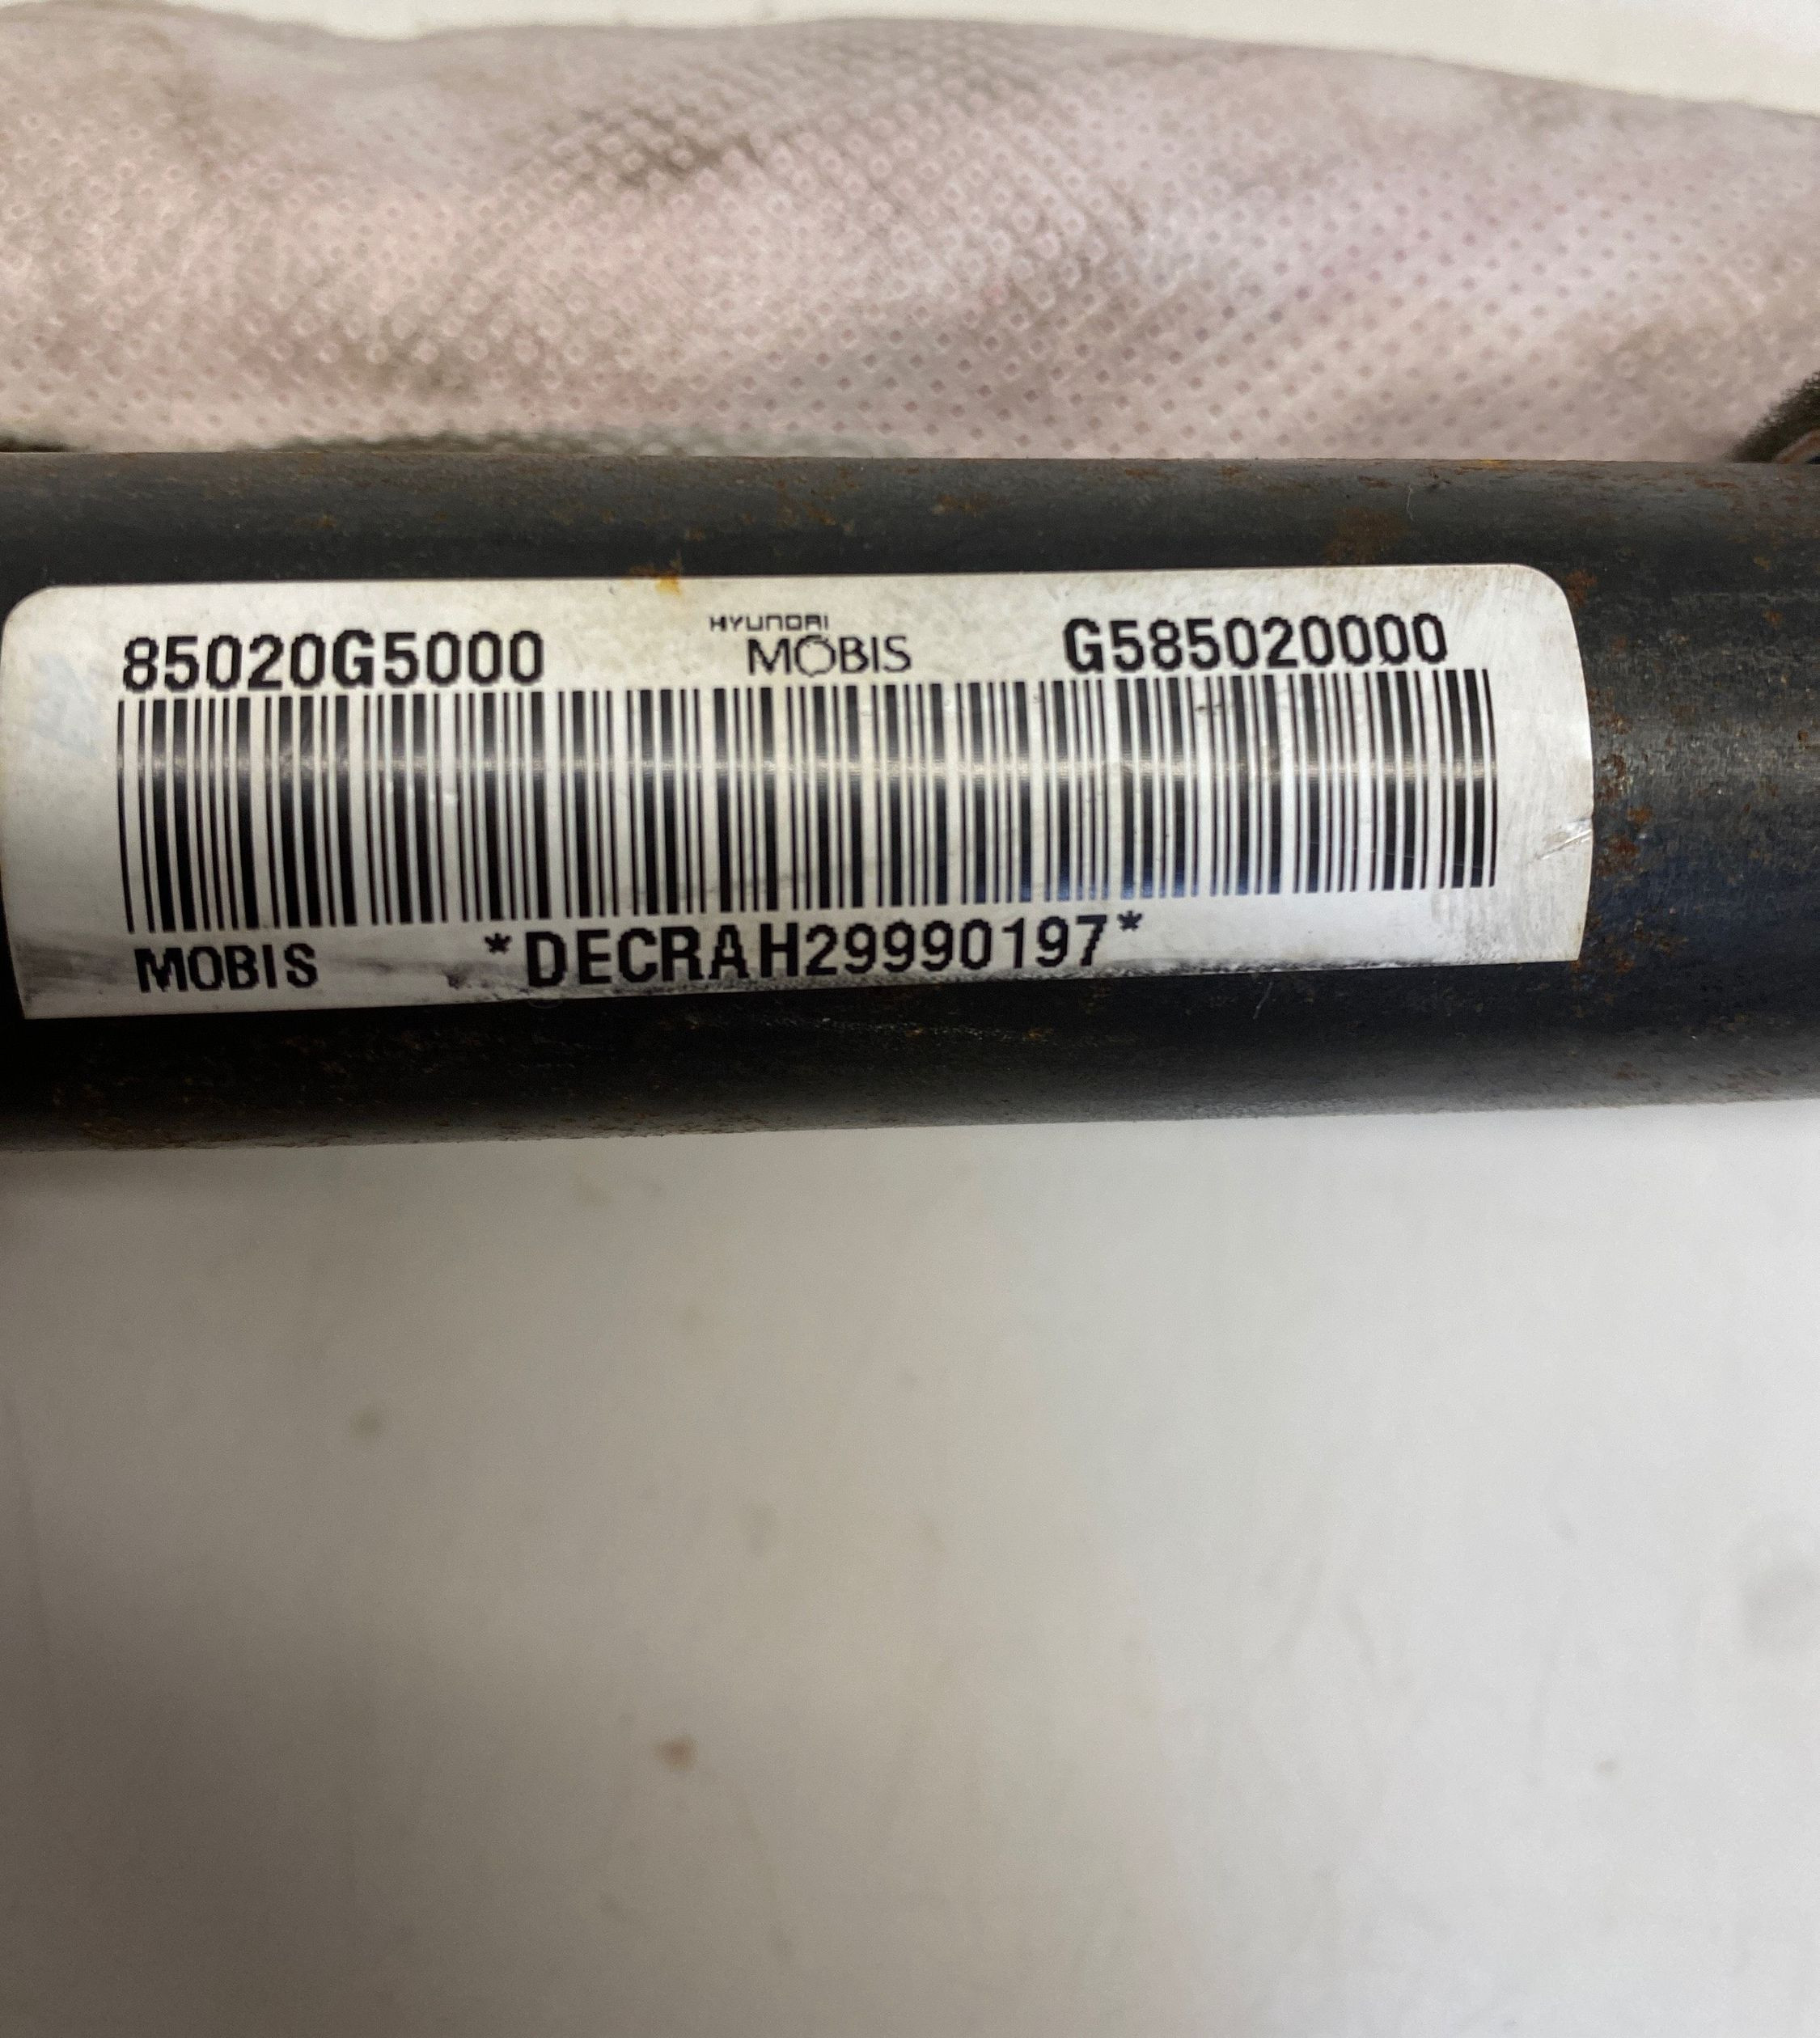 85020G5000 HYUNDAI MOBIS G585020000
MOBIS *DECRAH29990197*